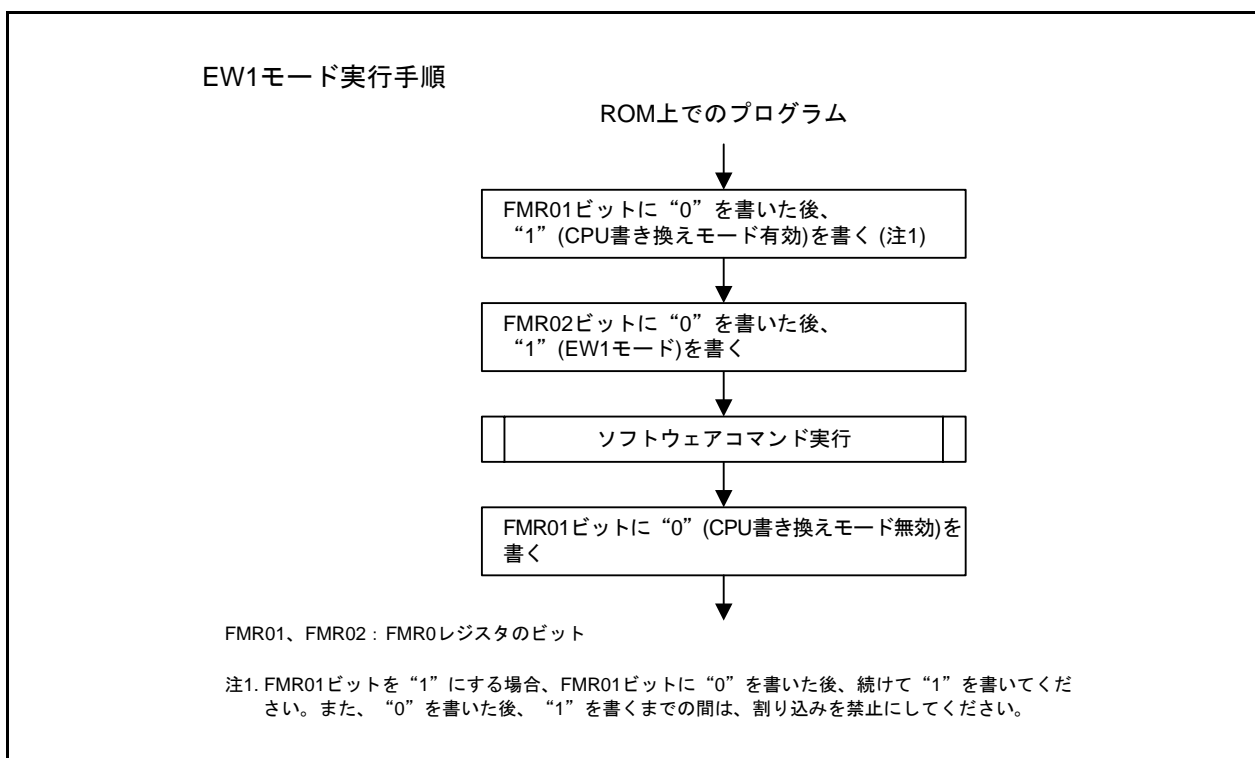 EW1モード実行手順
ROM上でのプログラム
FMR01ビットに“0”を書いた後、
“1”(CPU書き換えモード有効)を書く (注1)
FMR02ビットに“0”を書いた後、
“1”(EW1モード)を書く
ソフトウェアコマンド実行
FMR01ビットに“0”(CPU書き換えモード無効)を
書く
FMR01、FMR02：FMR0レジスタのビット
注1. FMR01ビットを“1”にする場合、FMR01ビットに“0”を書いた後、続けて“1”を書いてくだ
さい。また、“0”を書いた後、“1”を書くまでの間は、割り込みを禁止にしてください。